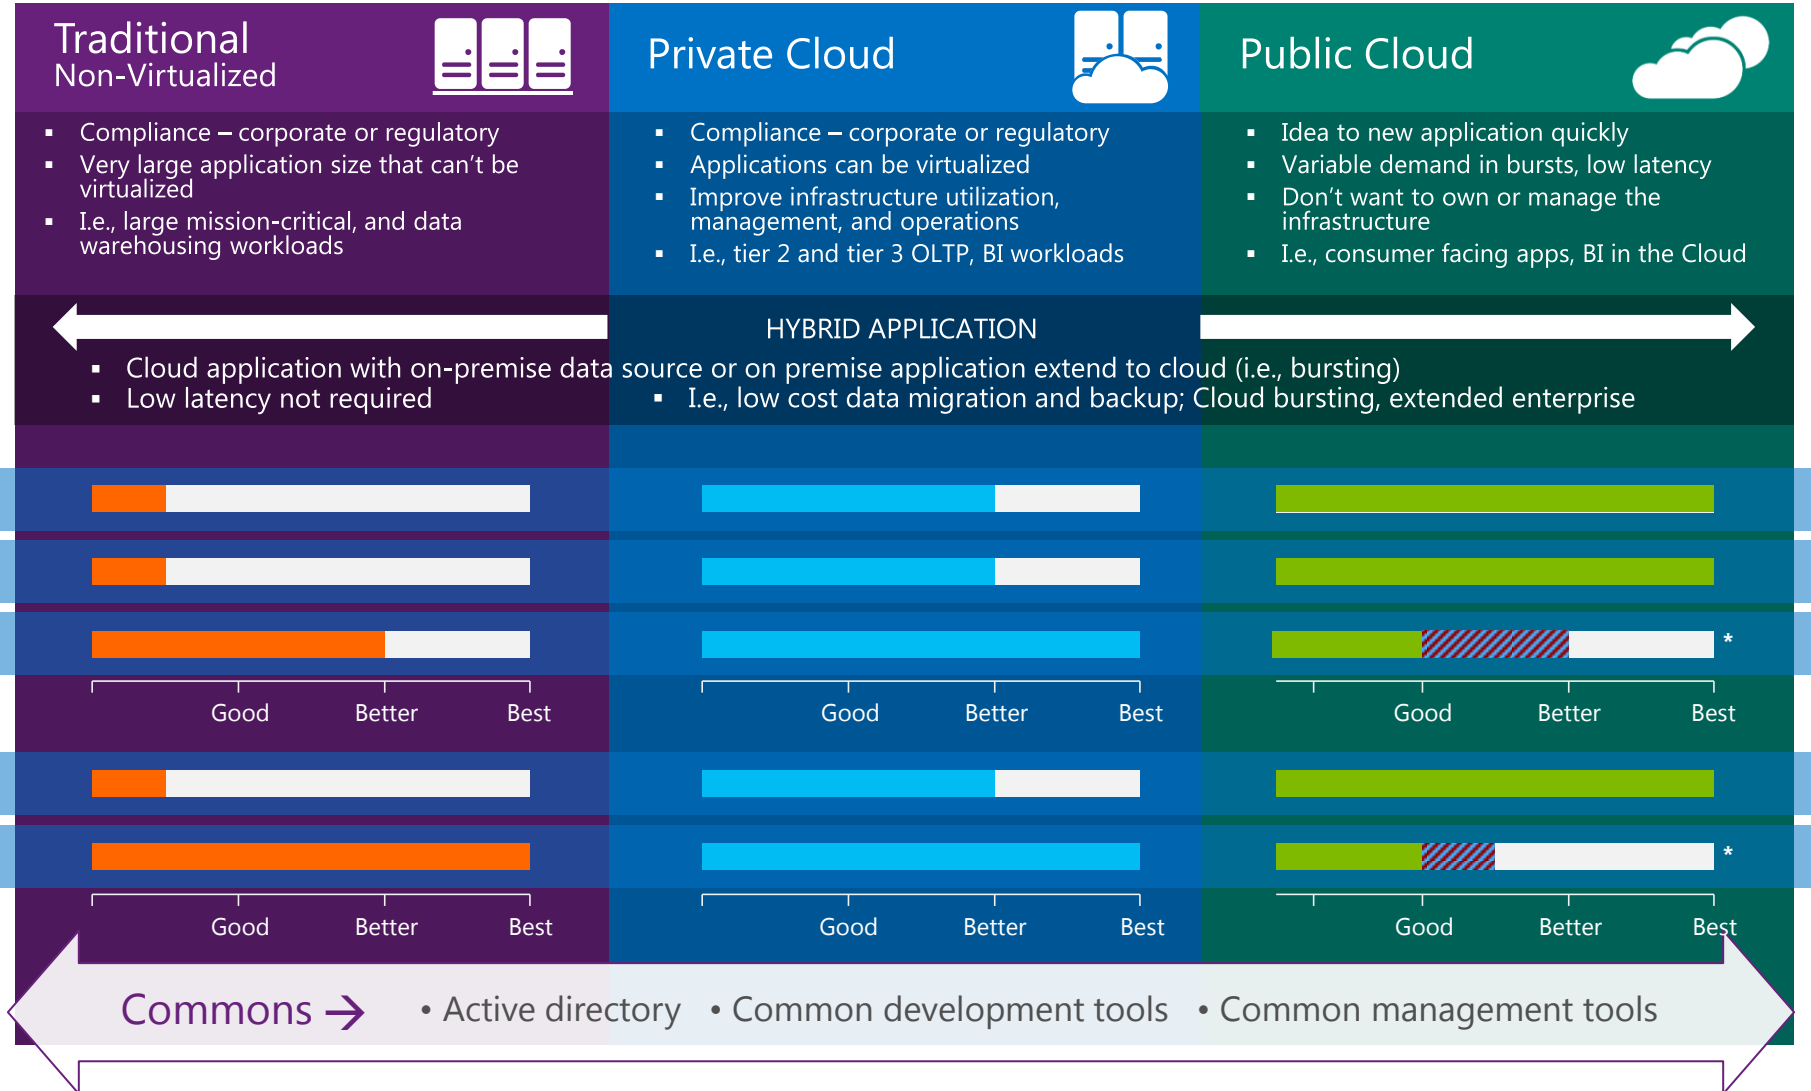 Traditional
Non-Virtualized
▪ Compliance – corporate or regulatory
▪ Very large application size that can't be
virtualized
▪ I.e., large mission-critical, and data
warehousing workloads
Private Cloud
▪ Compliance – corporate or regulatory
▪ Applications can be virtualized
▪ Improve infrastructure utilization,
management, and operations
▪ I.e., tier 2 and tier 3 OLTP, BI workloads
Public Cloud
▪ Idea to new application quickly
▪ Variable demand in bursts, low latency
▪ Don't want to own or manage the
infrastructure
▪ I.e., consumer facing apps, BI in the Cloud
HYBRID APPLICATION
▪ Cloud application with on-premise data source or on premise application extend to cloud (i.e., bursting)
▪ Low latency not required
▪ I.e., low cost data migration and backup; Cloud bursting, extended enterprise
*
Good Better Best
Good Better Best
Good Better Best
*
Good Better Best
Good Better Best
Good Better Best
Commons → • Active directory • Common development tools • Common management tools